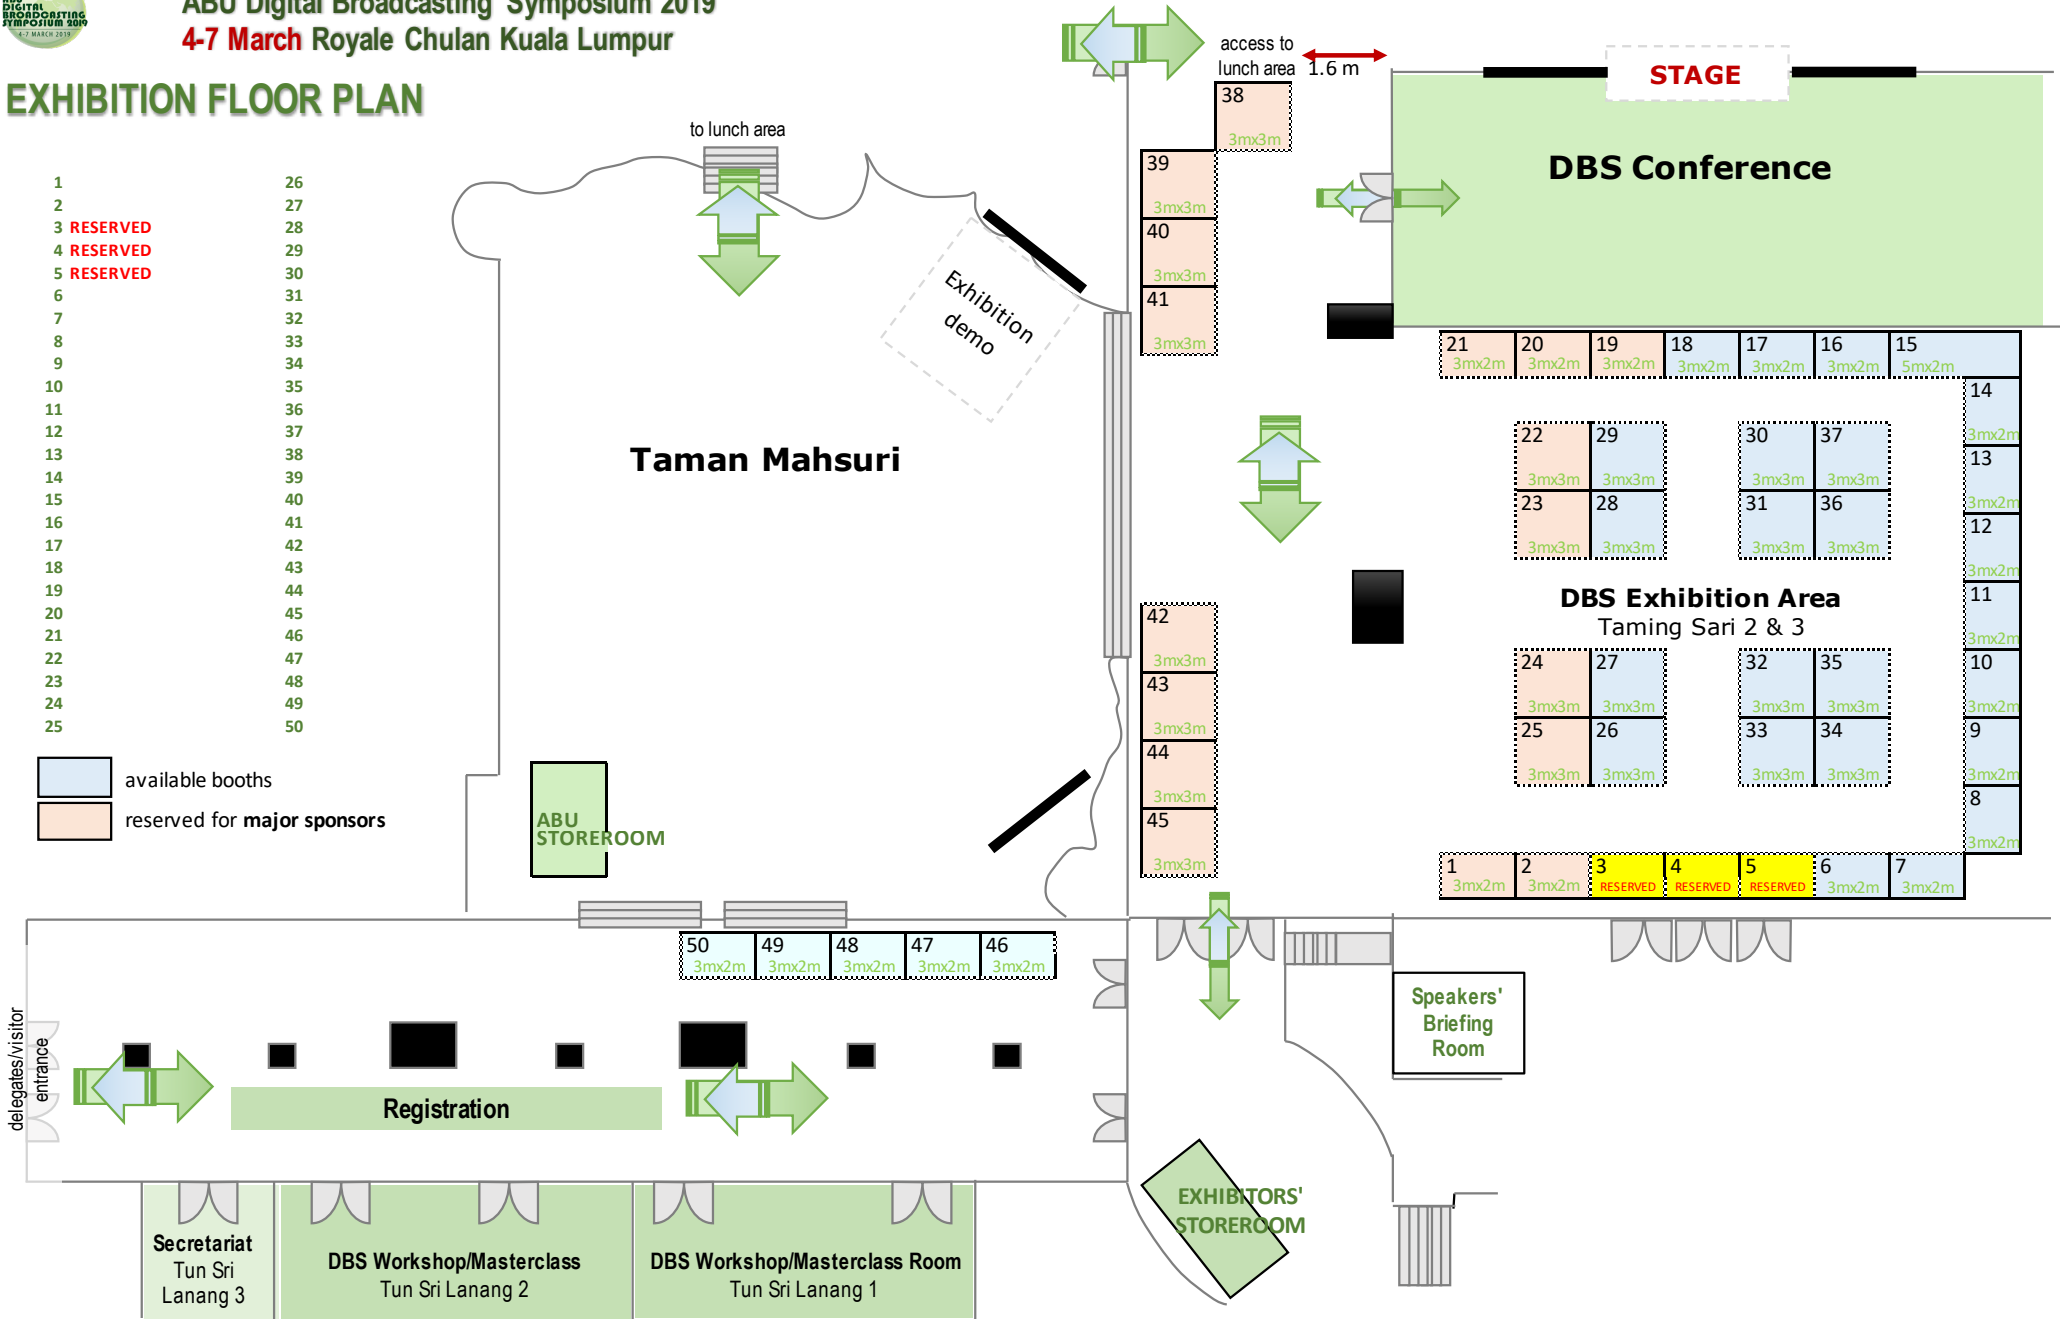 ABU
DIGITAL
BROADCASTING
SYMPOSIUM 2019
4-7 MARCH 2019
ABU Digital Broadcasting Symposium 2019
4-7 March Royale Chulan Kuala Lumpur
EXHIBITION FLOOR PLAN
1
2
3 RESERVED
4 RESERVED
5 RESERVED
6
7
8
9
10
11
12
13
14
15
16
17
18
19
20
21
22
23
24
25
26
27
28
29
30
31
32
33
34
35
36
37
38
39
40
41
42
43
44
45
46
47
48
49
50
available booths
reserved for major sponsors
to lunch area
Exhibition
demo
Taman Mahsuri
ABU
STOREROOM
access to
lunch area
1.6 m
38
3mx3m
39
3mx3m
40
3mx3m
41
3mx3m
42
3mx3m
43
3mx3m
44
3mx3m
45
3mx3m
STAGE
DBS Conference
21
3mx2m
20
3mx2m
19
3mx2m
18
3mx2m
17
3mx2m
16
3mx2m
15
5mx2m
14
3mx2m
13
3mx2m
12
3mx2m
11
3mx2m
10
3mx2m
9
3mx2m
8
3mx2m
22
3mx3m
29
3mx3m
23
3mx3m
28
3mx3m
30
3mx3m
37
3mx3m
31
3mx3m
36
3mx3m
DBS Exhibition Area
Taming Sari 2 & 3
24
3mx3m
27
3mx3m
25
3mx3m
26
3mx3m
32
3mx3m
35
3mx3m
33
3mx3m
34
3mx3m
1
3mx2m
2
3mx2m
3
RESERVED
4
RESERVED
5
RESERVED
6
3mx2m
7
3mx2m
50
3mx2m
49
3mx2m
48
3mx2m
47
3mx2m
46
3mx2m
delegates/visitor
entrance
Registration
Speakers'
Briefing
Room
EXHIBITORS'
STOREROOM
Secretariat
Tun Sri
Lanang 3
DBS Workshop/Masterclass
Tun Sri Lanang 2
DBS Workshop/Masterclass Room
Tun Sri Lanang 1